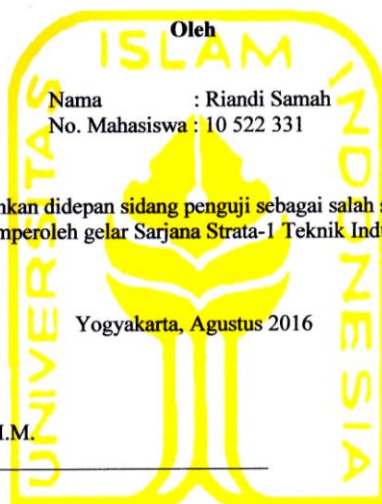 Oleh
UNIVERSITAS ISLAM INDONESIA
Nama : Riandi Samah
No. Mahasiswa : 10 522 331
nkan didepan sidang penguji sebagai salah s
mperoleh gelar Sarjana Strata-1 Teknik Indu
Yogyakarta, Agustus 2016
I.M.